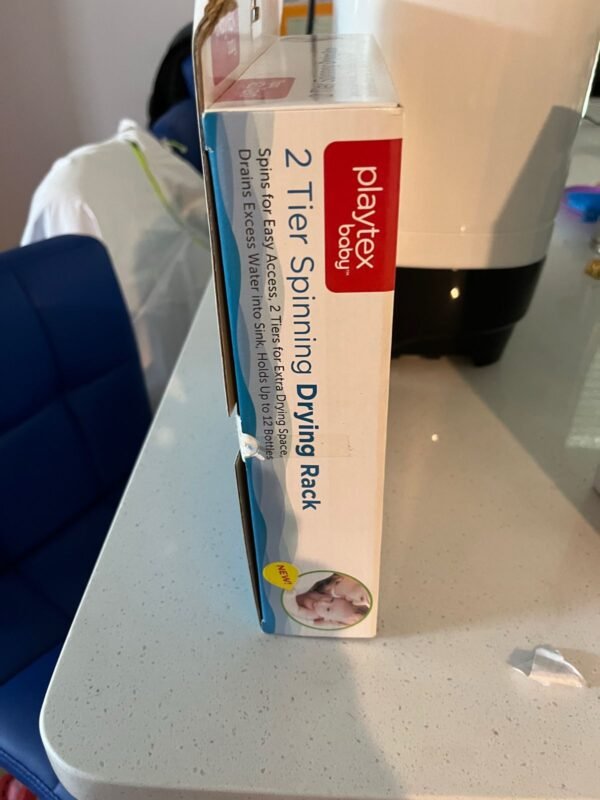 playtex
baby™
2 Tier Spinning Drying Rack
Spins for Easy Access, 2 Tiers for Extra Drying Space,
Drains Excess Water into Sink, Holds Up to 12 Bottles
NEW!